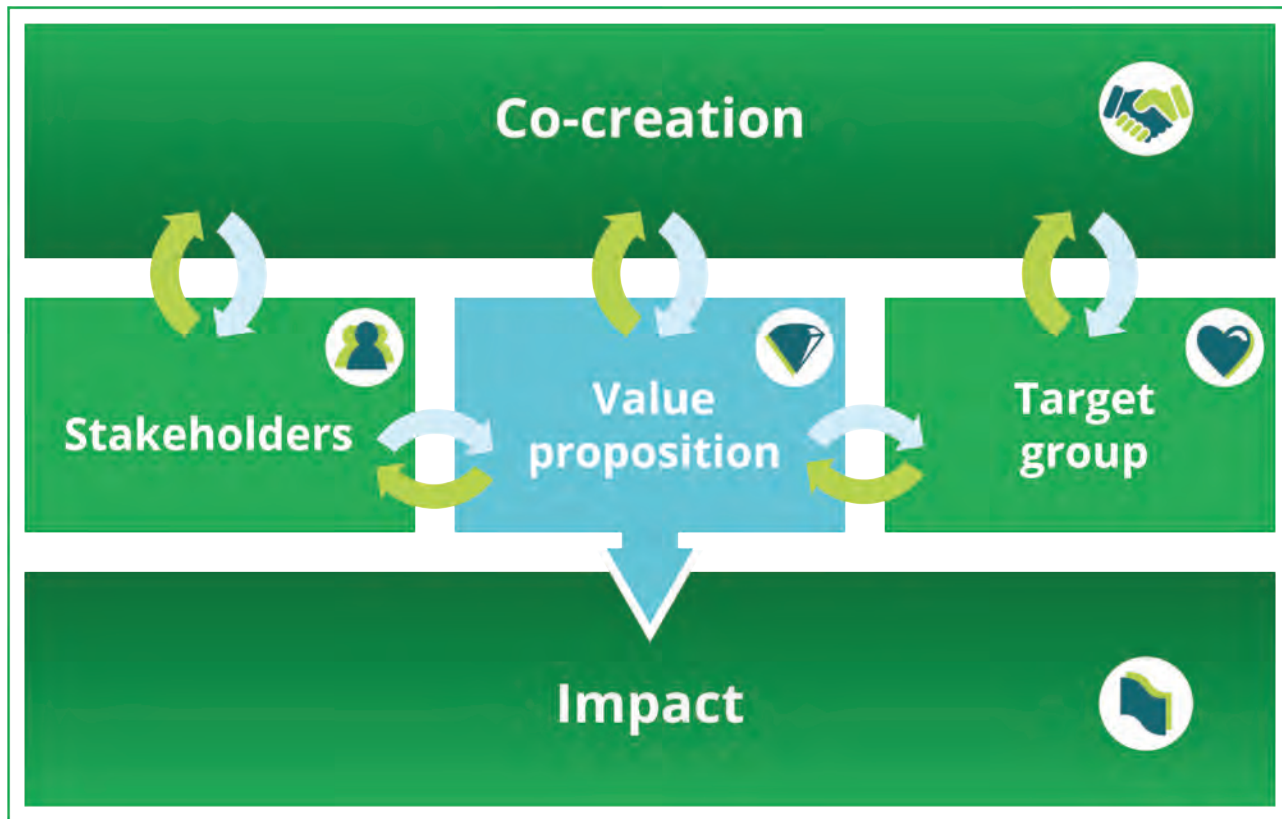 Co-creation
Stakeholders
Value
proposition
Target
group
Impact